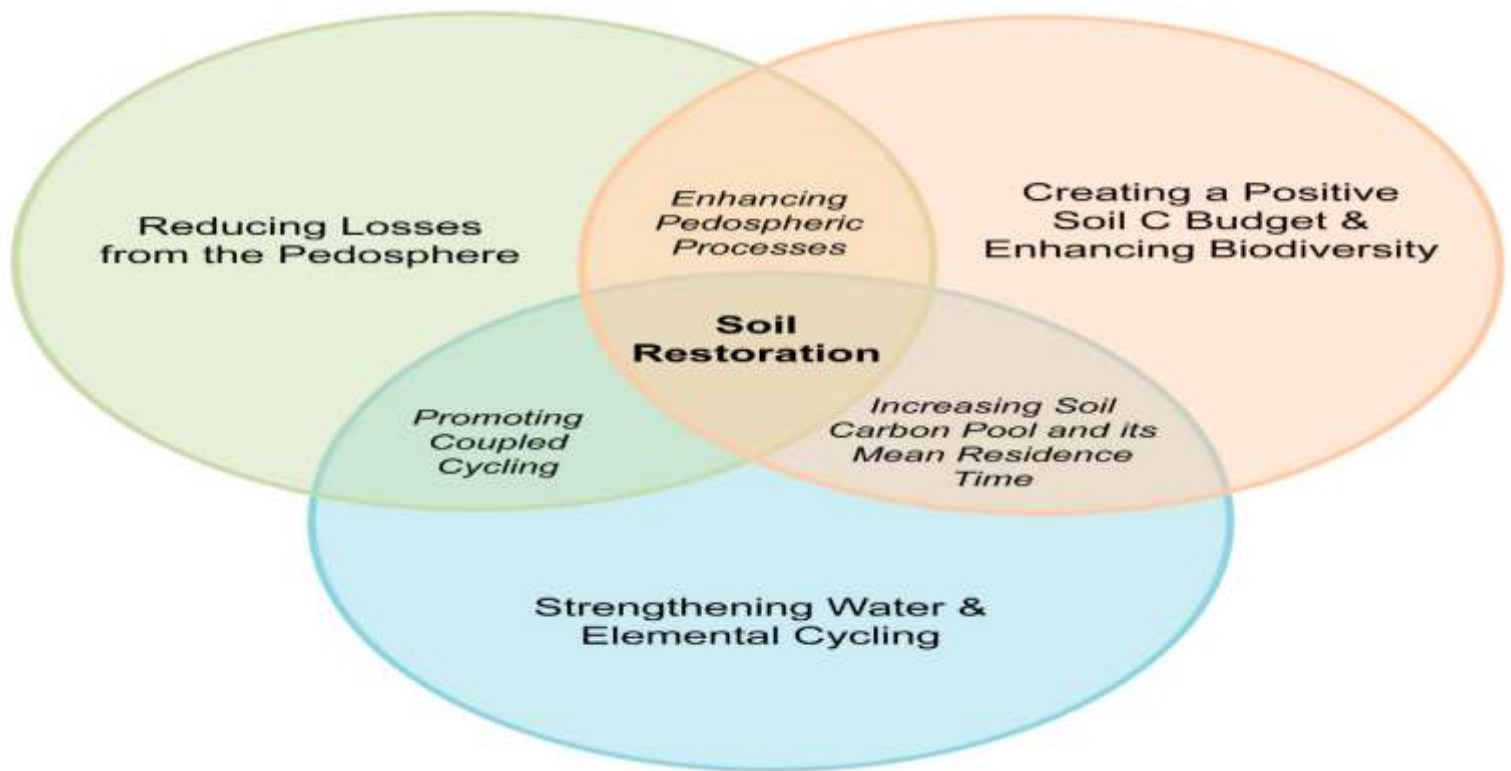 Reducing Losses
from the Pedosphere
Enhancing
Pedospheric
Processes
Creating a Positive
Soil C Budget &
Enhancing Biodiversity
Soil
Restoration
Promoting
Coupled
Cycling
Increasing Soil
Carbon Pool and its
Mean Residence
Time
Strengthening Water &
Elemental Cycling